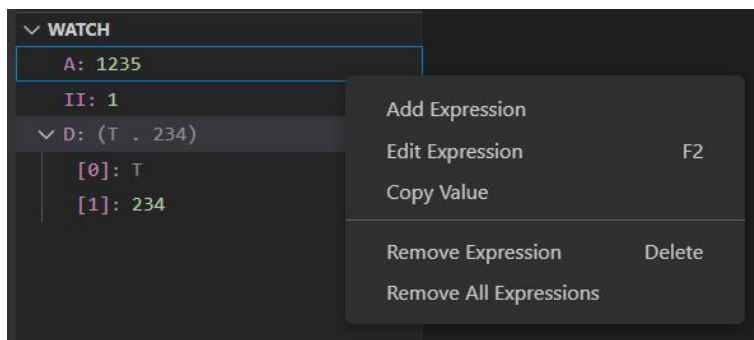 WATCH
A: 1235
II: 1
D: (T . 234)
[0]: T
[1]: 234
Add Expression
Edit Expression F2
Copy Value
Remove Expression Delete
Remove All Expressions